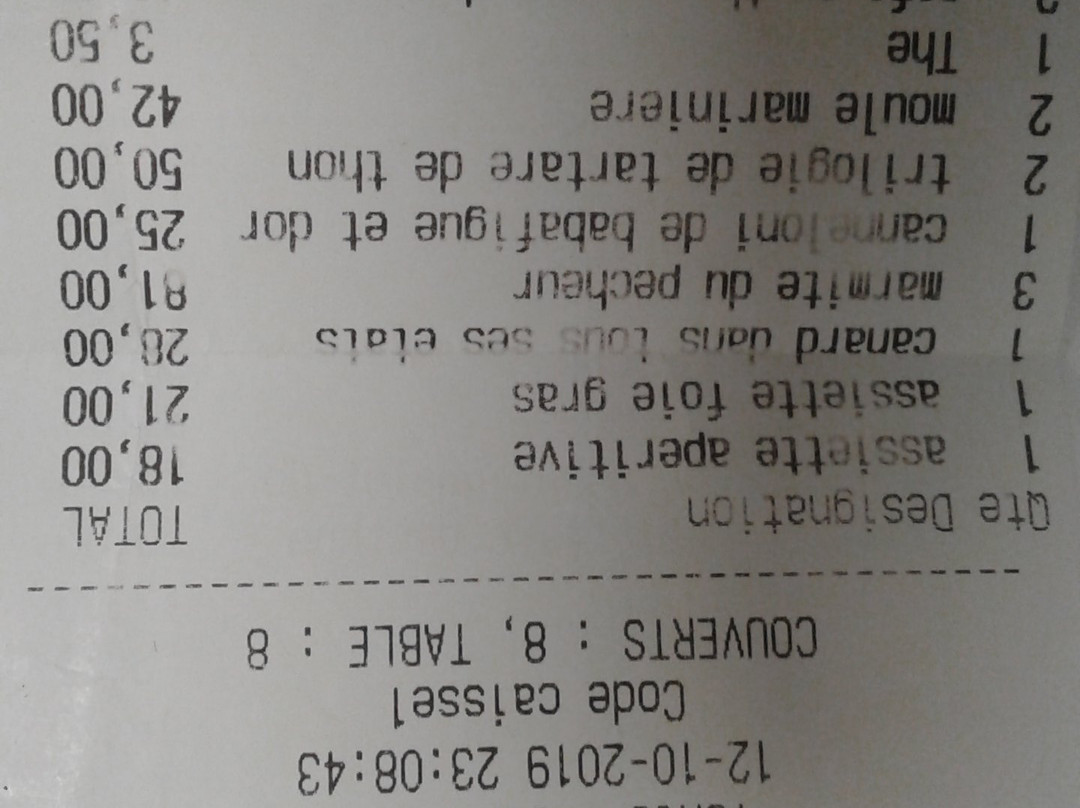 12-10-2019 23:08:43
Code caisse1
COUVERTS : 8, TABLE : 8
------------------------------------------------
Qte Designation TOTAL
1 assiette aperitive 18,00
1 assiette foie gras 21,00
1 canard dans tous ses etats 28,00
3 marmite du pecheur 81,00
1 canneloni de babafigue et dor 25,00
2 trilogie de tartare de thon 50,00
2 moule mariniere 42,00
1 The 3,50